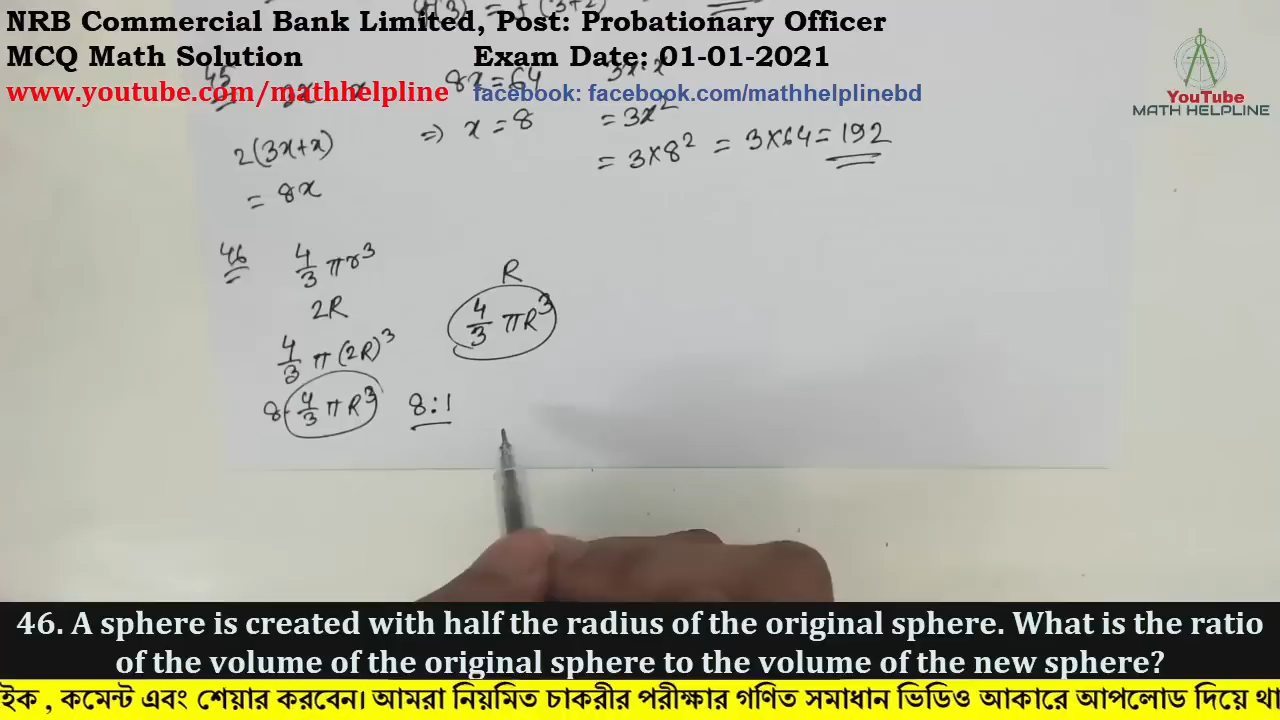 NRB Commercial Bank Limited, Post: Probationary Officer
MCQ Math Solution Exam Date: 01-01-2021
www.youtube.com/mathhelpline facebook: facebook.com/mathhelplinebd
YouTube
MATH HELPLINE
45 3x x 8x = 64 3x·x
2(3x+x) ⇒ x = 8 = 3x²
= 8x = 3×8² = 3×64 = 192
46 4/3 πr³ R
2R 4/3 πR³
4/3 π(2R)³
8·4/3 πR³ 8:1
46. A sphere is created with half the radius of the original sphere. What is the ratio
of the volume of the original sphere to the volume of the new sphere?
ইক , কমেন্ট এবং শেয়ার করবেন। আমরা নিয়মিত চাকরীর পরীক্ষার গণিত সমাধান ভিডিও আকারে আপলোড দিয়ে থা